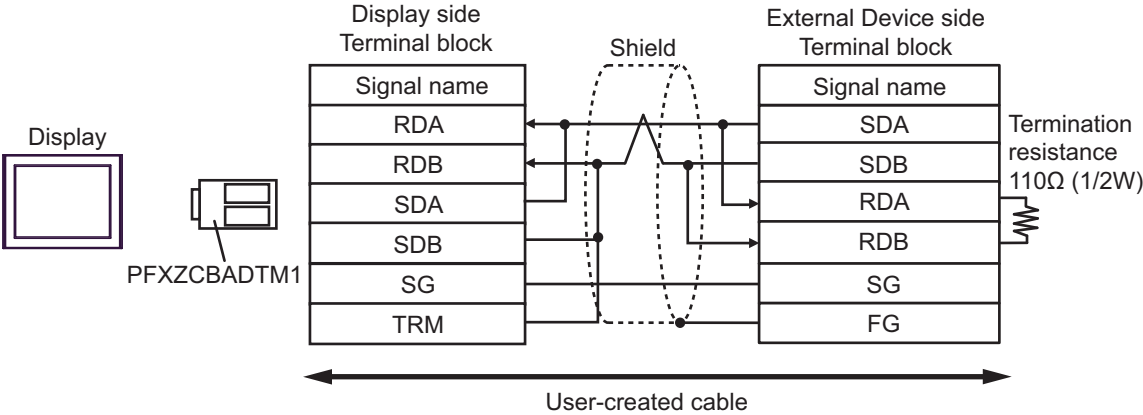 Display side
Terminal block
External Device side
Terminal block
Shield
Signal name
Signal name
RDA
SDA
Display
Termination
resistance
110Ω (1/2W)
RDB
SDB
SDA
RDA
SDB
RDB
PFXZCBADTM1
SG
SG
TRM
FG
User-created cable